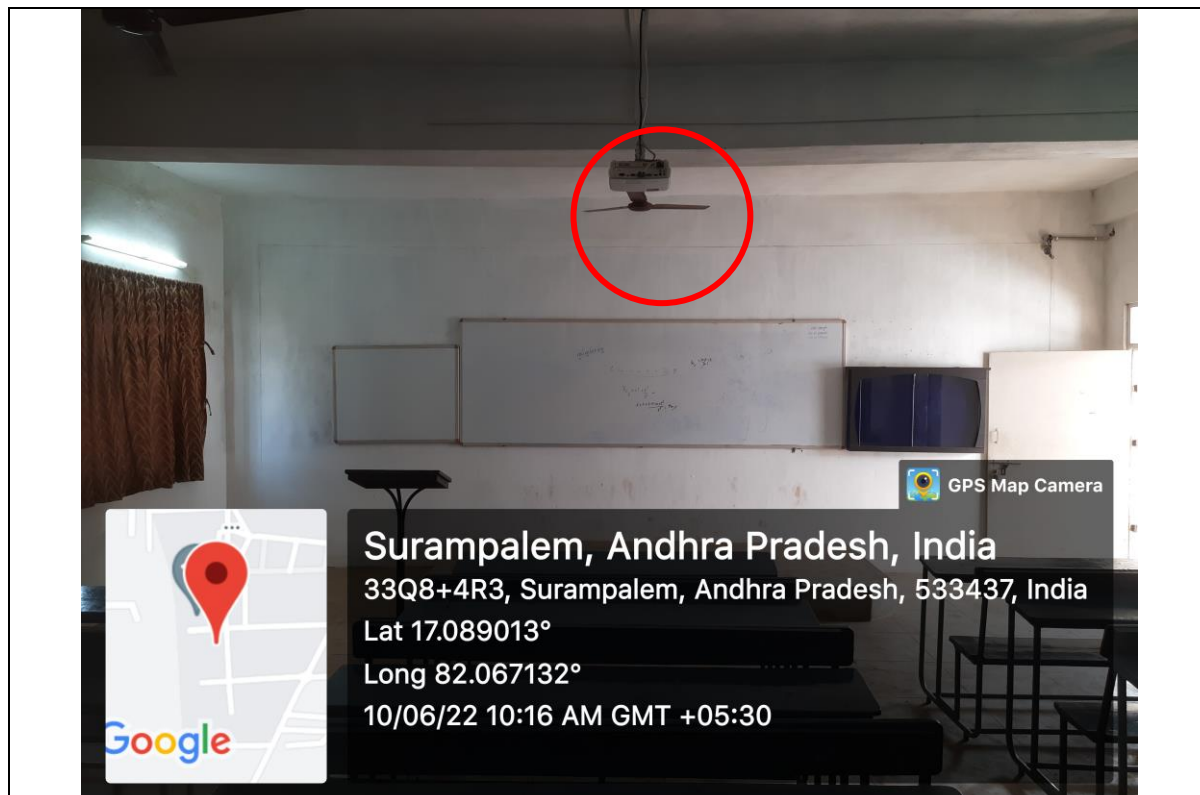 GPS Map Camera
Surampalem, Andhra Pradesh, India
33Q8+4R3, Surampalem, Andhra Pradesh, 533437, India
Lat 17.089013°
Long 82.067132°
10/06/22 10:16 AM GMT +05:30
Google